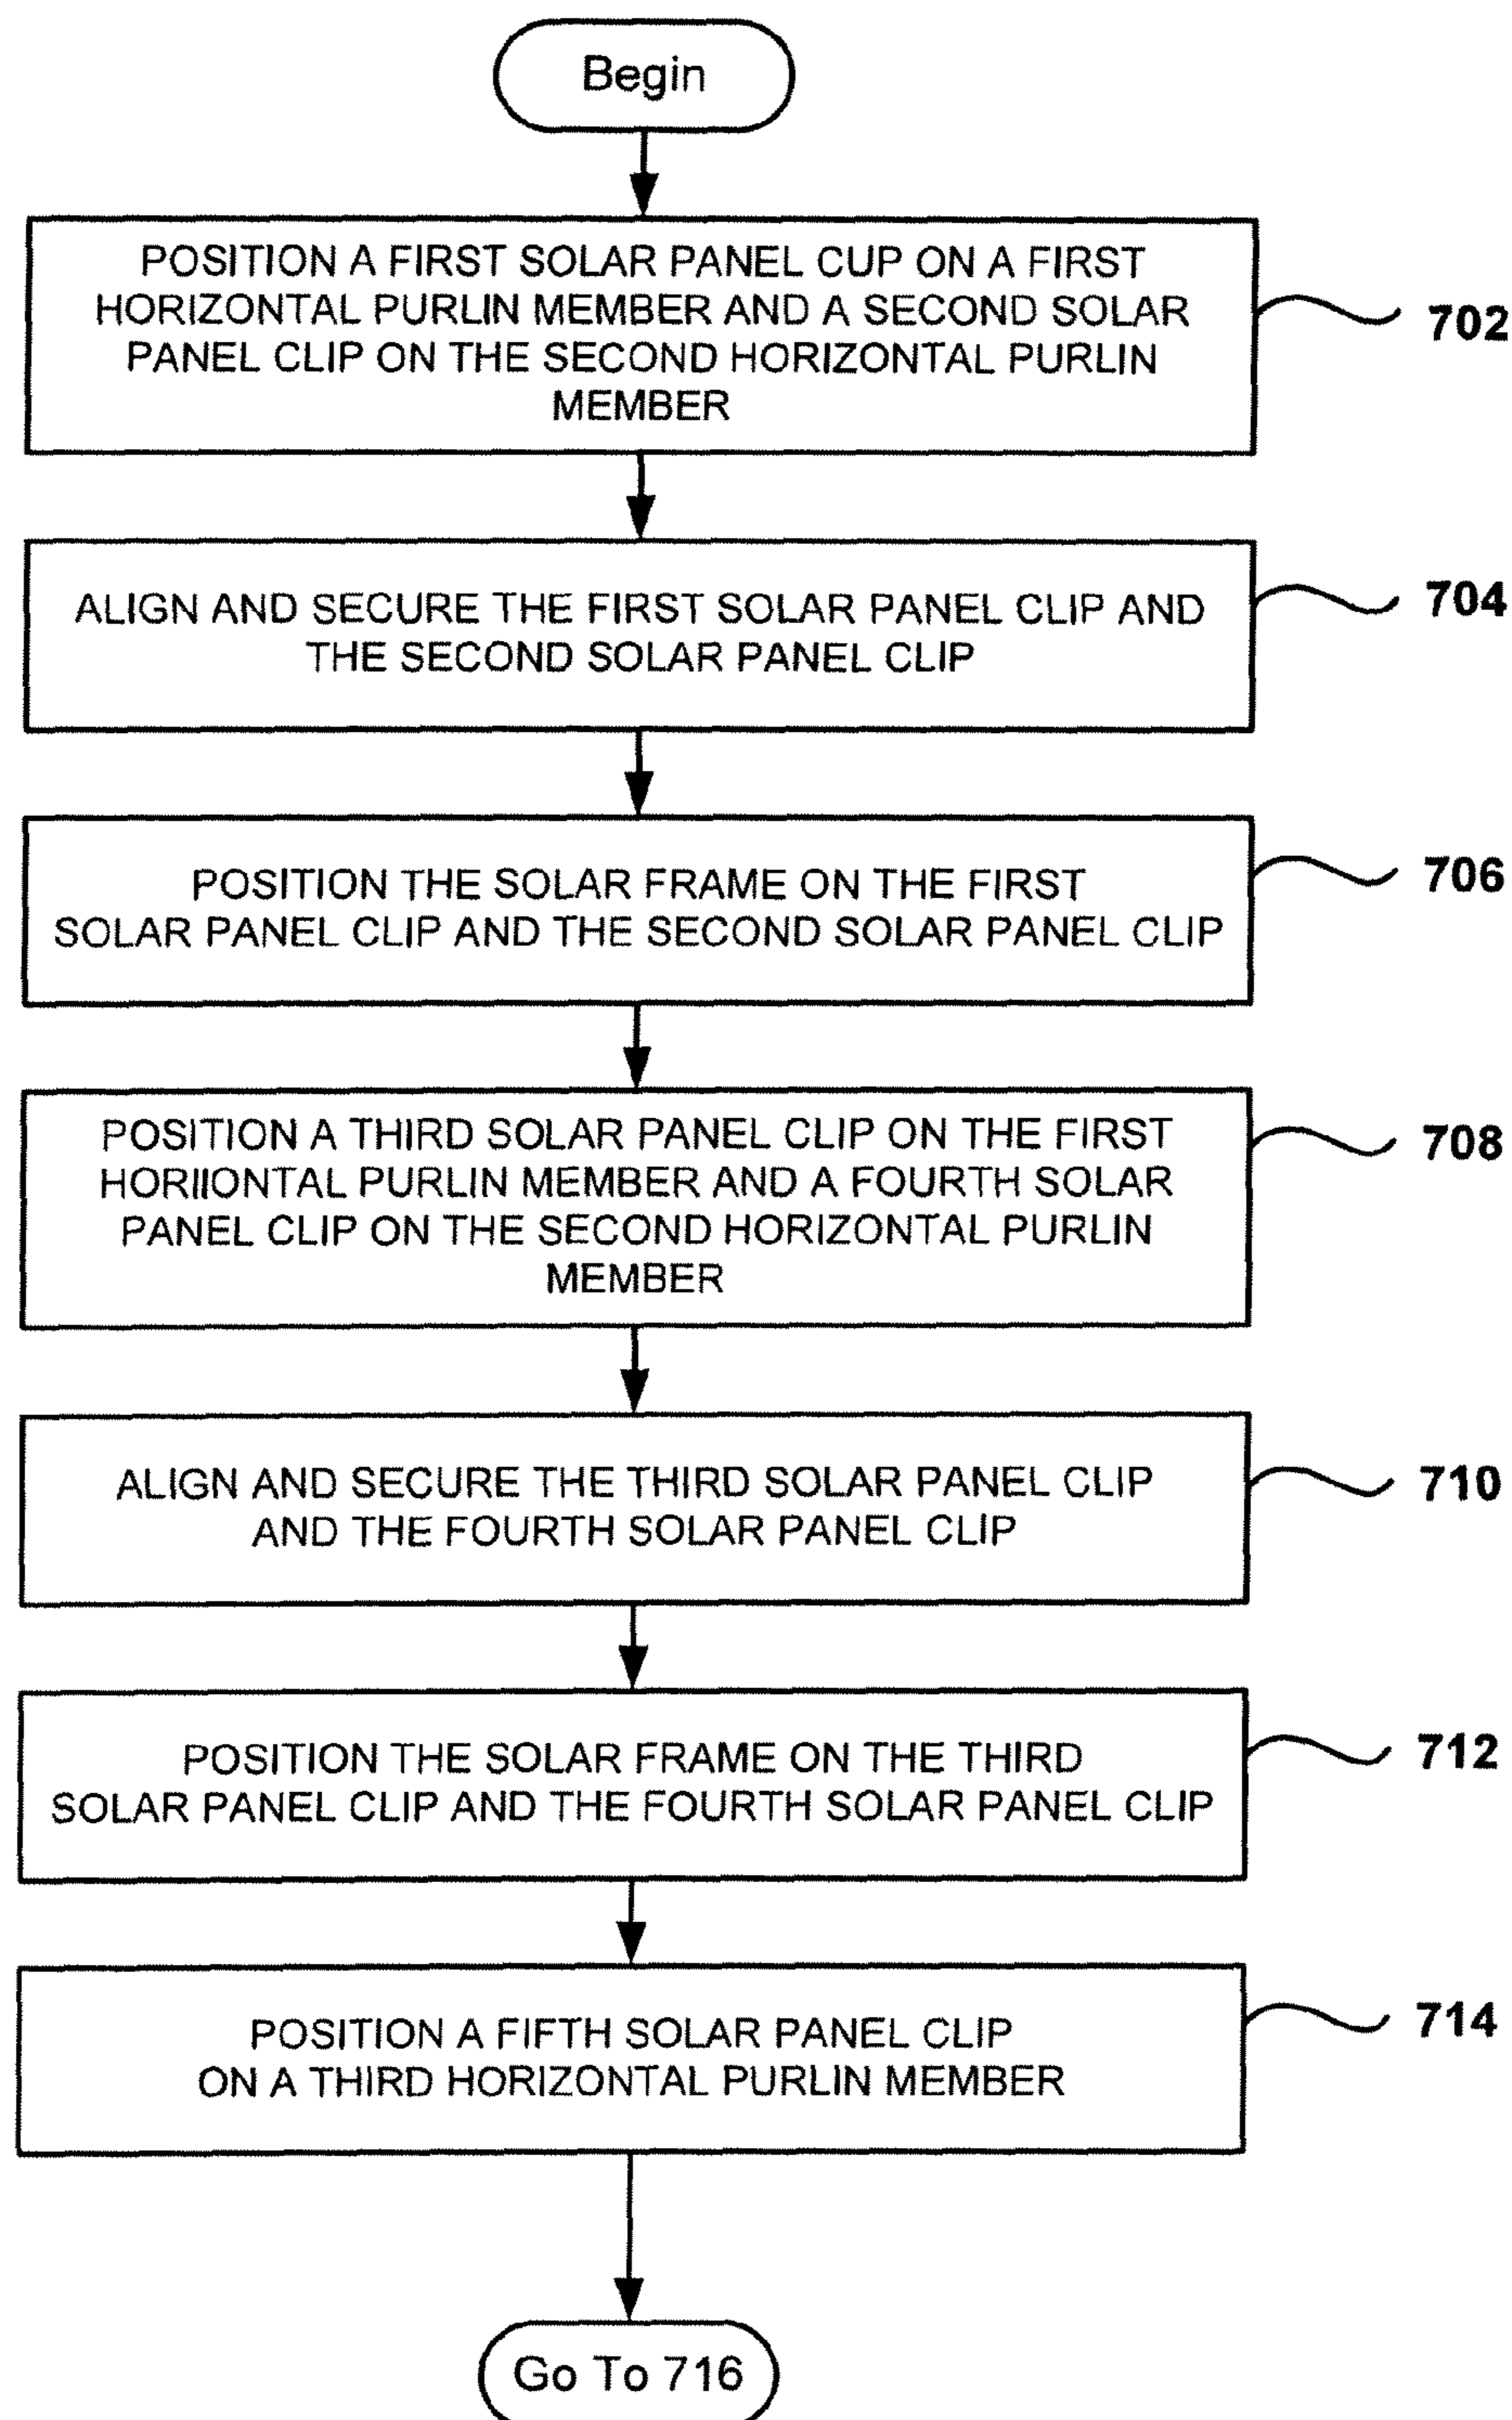 Begin
POSITION A FIRST SOLAR PANEL CUP ON A FIRST
HORIZONTAL PURLIN MEMBER AND A SECOND SOLAR
PANEL CLIP ON THE SECOND HORIZONTAL PURLIN
MEMBER
702
ALIGN AND SECURE THE FIRST SOLAR PANEL CLIP AND
THE SECOND SOLAR PANEL CLIP
704
POSITION THE SOLAR FRAME ON THE FIRST
SOLAR PANEL CLIP AND THE SECOND SOLAR PANEL CLIP
706
POSITION A THIRD SOLAR PANEL CLIP ON THE FIRST
HORIIONTAL PURLIN MEMBER AND A FOURTH SOLAR
PANEL CLIP ON THE SECOND HORIZONTAL PURLIN
MEMBER
708
ALIGN AND SECURE THE THIRD SOLAR PANEL CLIP
AND THE FOURTH SOLAR PANEL CLIP
710
POSITION THE SOLAR FRAME ON THE THIRD
SOLAR PANEL CLIP AND THE FOURTH SOLAR PANEL CLIP
712
POSITION A FIFTH SOLAR PANEL CLIP
ON A THIRD HORIZONTAL PURLIN MEMBER
714
Go To 716